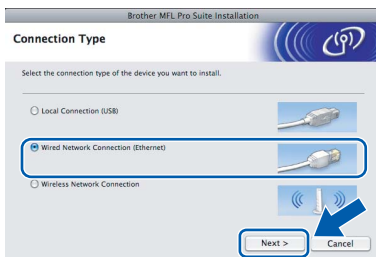 Brother MFL Pro Suite Installation
Connection Type
Select the connection type of the device you want to install.
Local Connection (USB)
Wired Network Connection (Ethernet)
Wireless Network Connection
Next >
Cancel